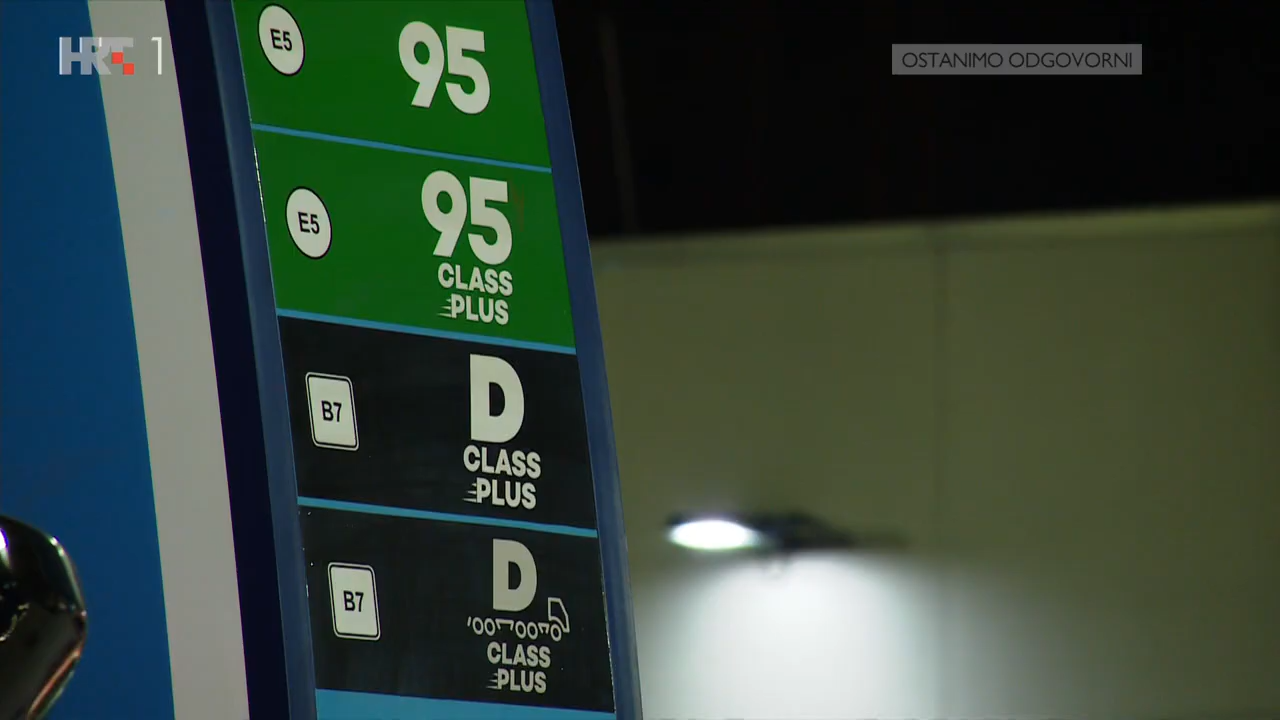 HRT 1
OSTANIMO ODGOVORNI
E5
95
E5
95
CLASS
PLUS
B7
D
CLASS
PLUS
B7
D
CLASS
PLUS